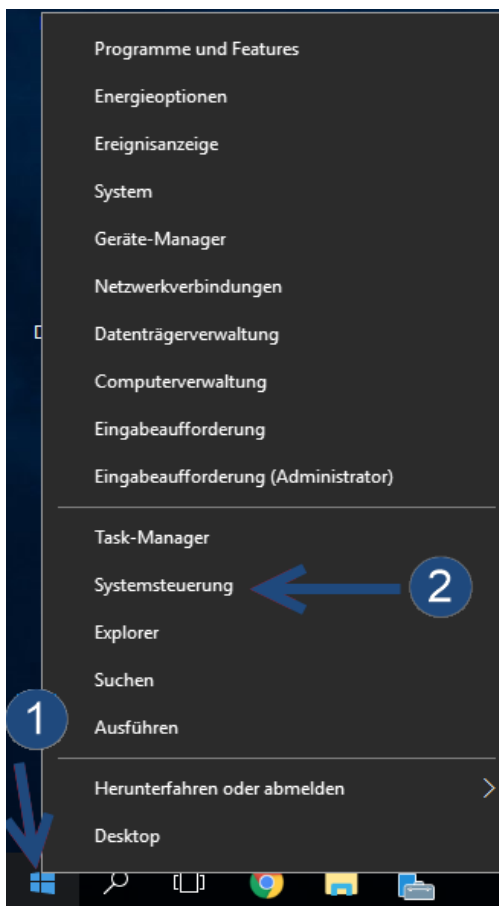 Programme und Features
Energieoptionen
Ereignisanzeige
System
Geräte-Manager
Netzwerkverbindungen
Datenträgerverwaltung
Computerverwaltung
Eingabeaufforderung
Eingabeaufforderung (Administrator)
Task-Manager
Systemsteuerung
2
Explorer
Suchen
1
Ausführen
Herunterfahren oder abmelden
Desktop